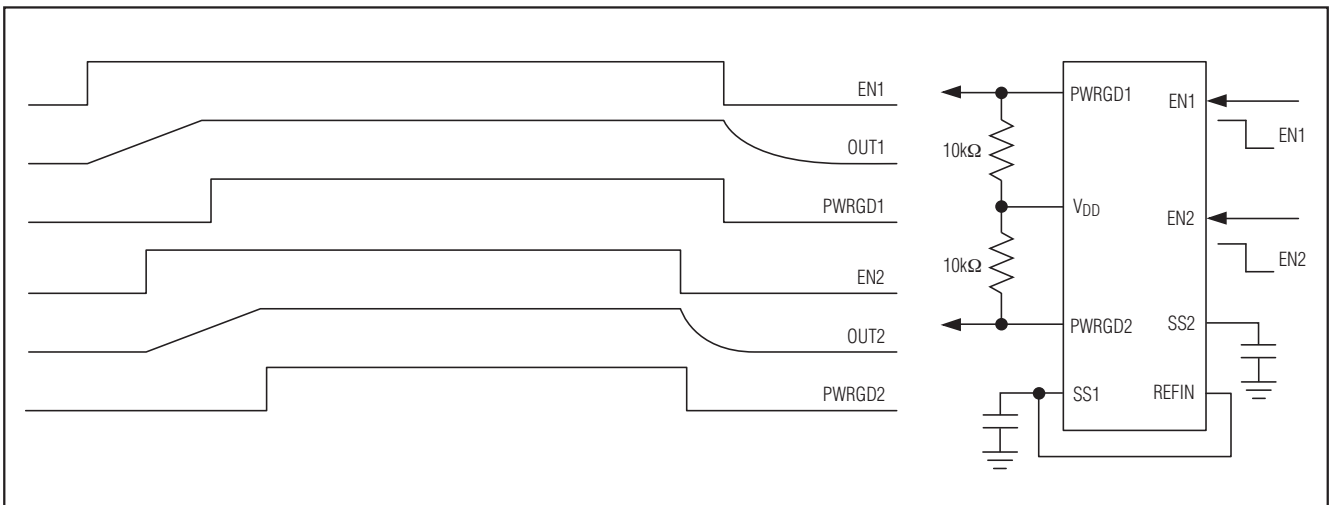 EN1
OUT1
PWRGD1
EN2
OUT2
PWRGD2
PWRGD1
EN1
EN1
10kΩ
VDD
EN2
EN2
10kΩ
PWRGD2
SS2
SS1
REFIN